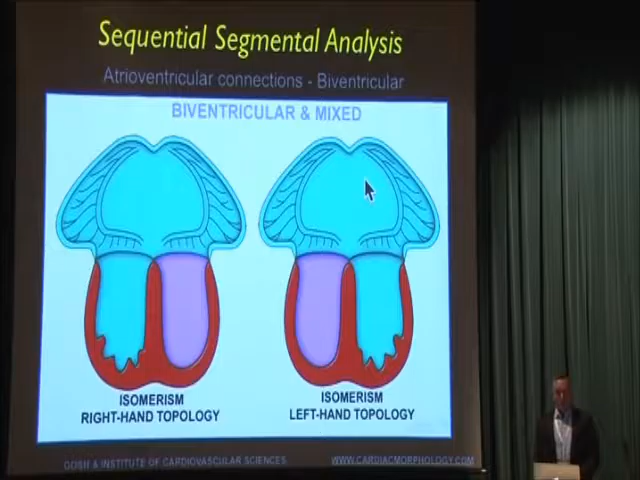 Sequential Segmental Analysis
Atrioventricular connections - Biventricular
BIVENTRICULAR & MIXED
ISOMERISM
RIGHT-HAND TOPOLOGY
ISOMERISM
LEFT-HAND TOPOLOGY
GOSH & INSTITUTE OF CARDIOVASCULAR SCIENCES
WWW.CARDIACMORPHOLOGY.COM